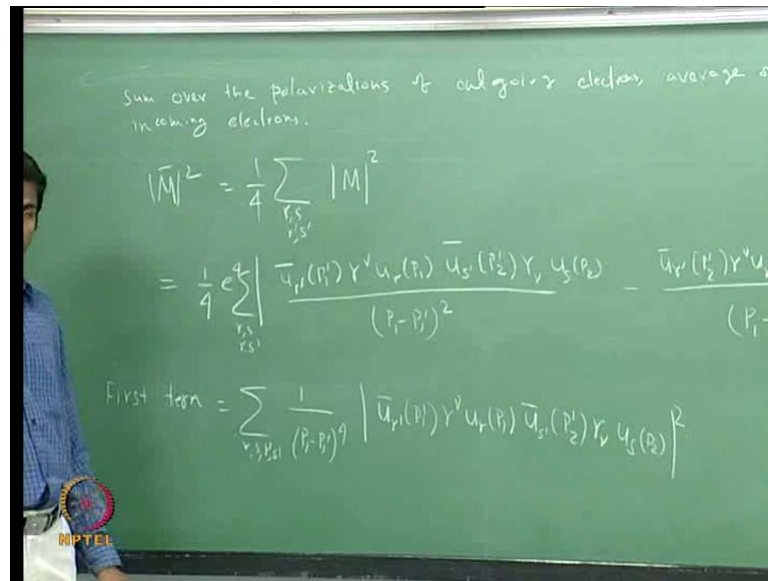 Sum over the polarizations of outgoing electrons, average
incoming electrons.
|M̄|² = 1/4 Σ_{r,s r',s'} |M|²
= 1/4 e⁴ Σ_{r,s r',s'} | ū_{r'}(P₁') γ^ν u_r(P₁) ū_{s'}(P₂') γ_ν u_s(P₂) / (P₁-P₁')² - ū_{r'}(P₂') γ^ν u / (P₁-
First term = Σ_{r,s,r',s'} 1/(P₁-P₁')⁴ | ū_{r'}(P₁') γ^ν u_r(P₁) ū_{s'}(P₂') γ_ν u_s(P₂) |²
NPTEL